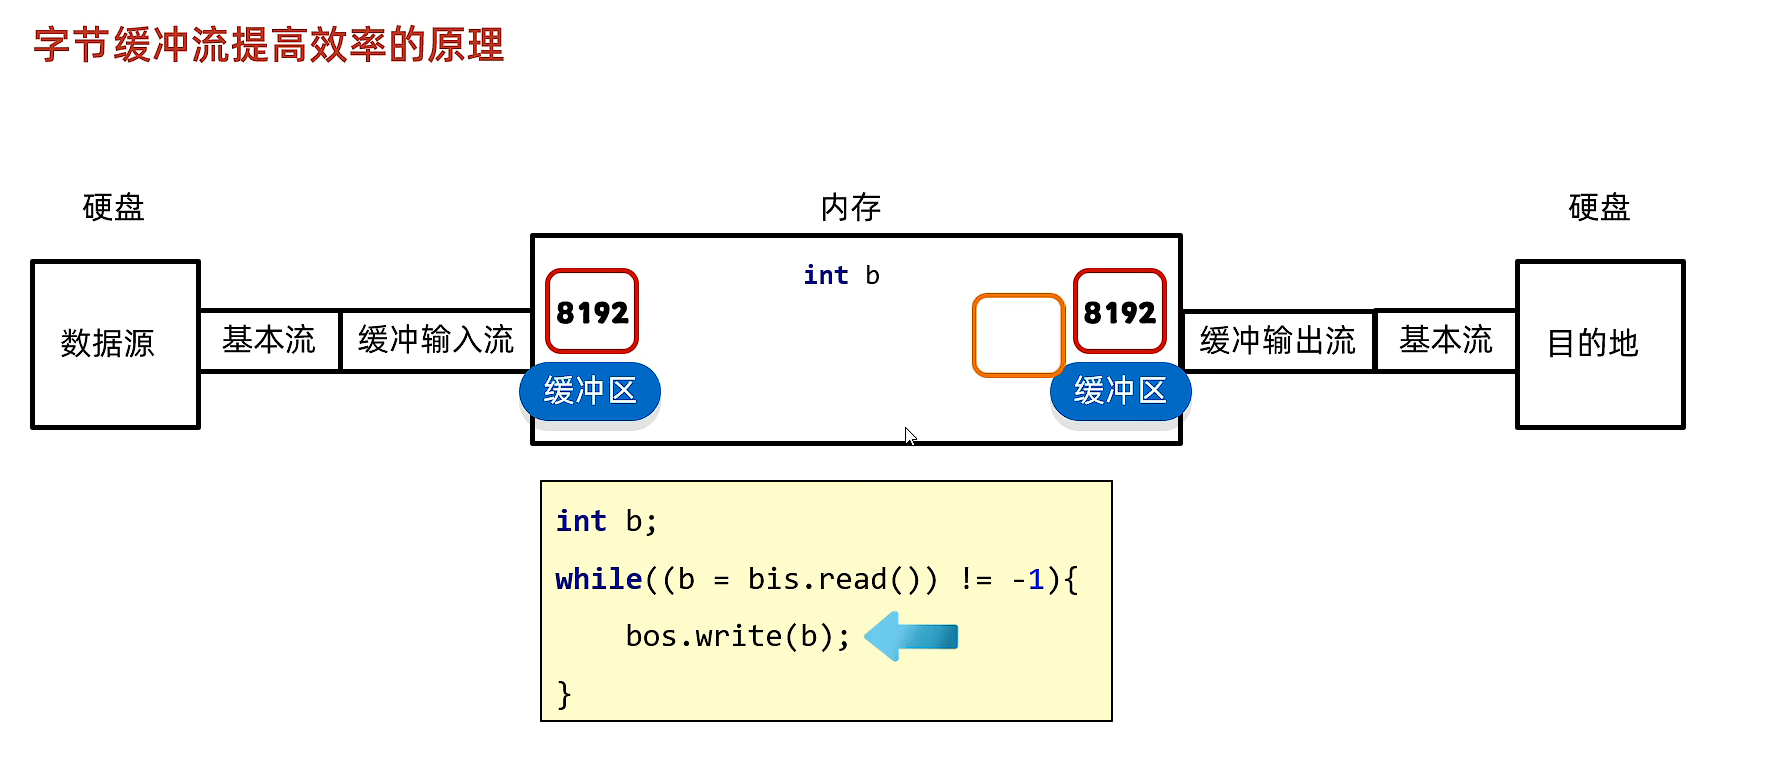 字节缓冲流提高效率的原理
硬盘
内存
硬盘
int b
8192
8192
数据源
基本流
缓冲输入流
缓冲输出流
基本流
目的地
缓冲区
缓冲区
int b;
while((b = bis.read()) != -1){
bos.write(b);
}